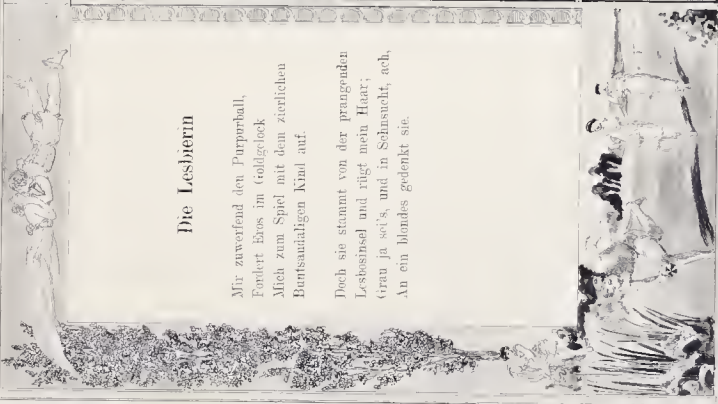 Die Lesbierin
Mir zuwerfend den Purpurball,
Fordert Eros im Goldgelock
Mich zum Spiel mit dem zierlichen
Buntsandaligen Kind auf.
Doch sie stammt von der prangenden
Lesbosinsel und rügt mein Haar;
Grau ja sei's, und in Sehnsucht, ach,
An ein blondes gedenkt sie.